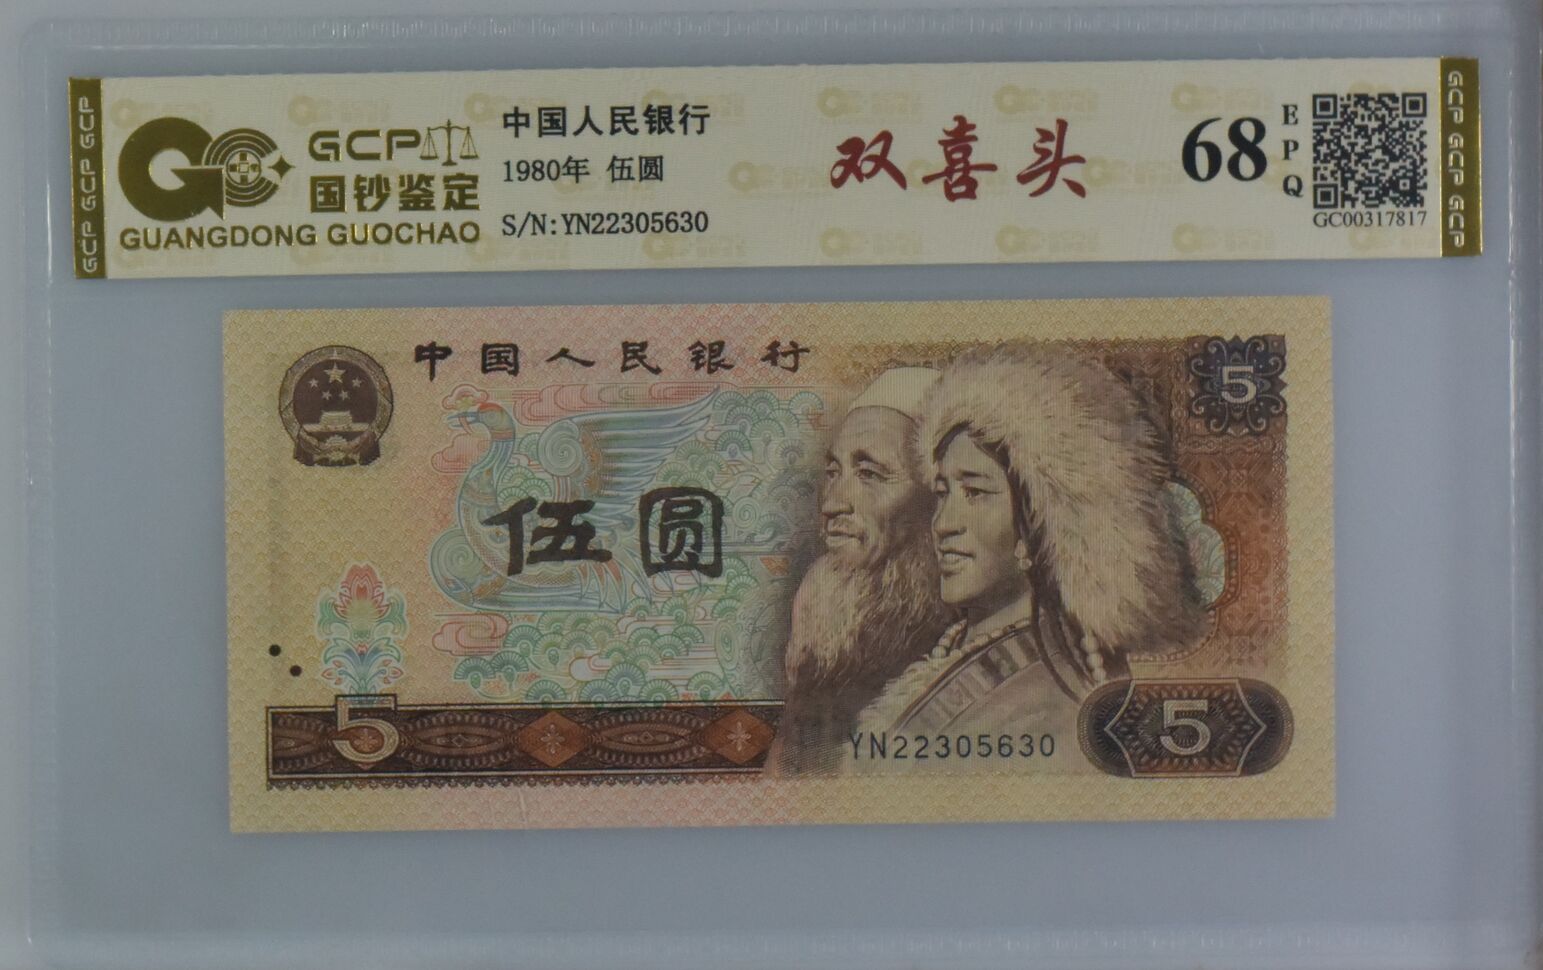 GCP
国钞鉴定
GUANGDONG GUOCHAO
中国人民银行
1980年 伍圆
S/N:YN22305630
双喜头
68
EPQ
GC00317817
GCP GCP GCP
GCP GCP GCP
中国人民银行
5
伍圆
5
YN22305630
5